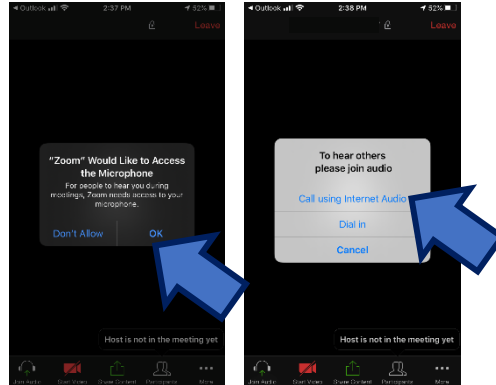 Outlook 2:37 PM 52%
Leave
"Zoom" Would Like to Access
the Microphone
For people to hear you during
meetings, Zoom needs access to your
microphone.
Don't Allow OK
Host is not in the meeting yet
Join Audio Start Video Share Content Participants More
Outlook 2:38 PM 52%
Leave
To hear others
please join audio
Call using Internet Audio
Dial in
Cancel
Host is not in the meeting yet
Join Audio Start Video Share Content Participants More